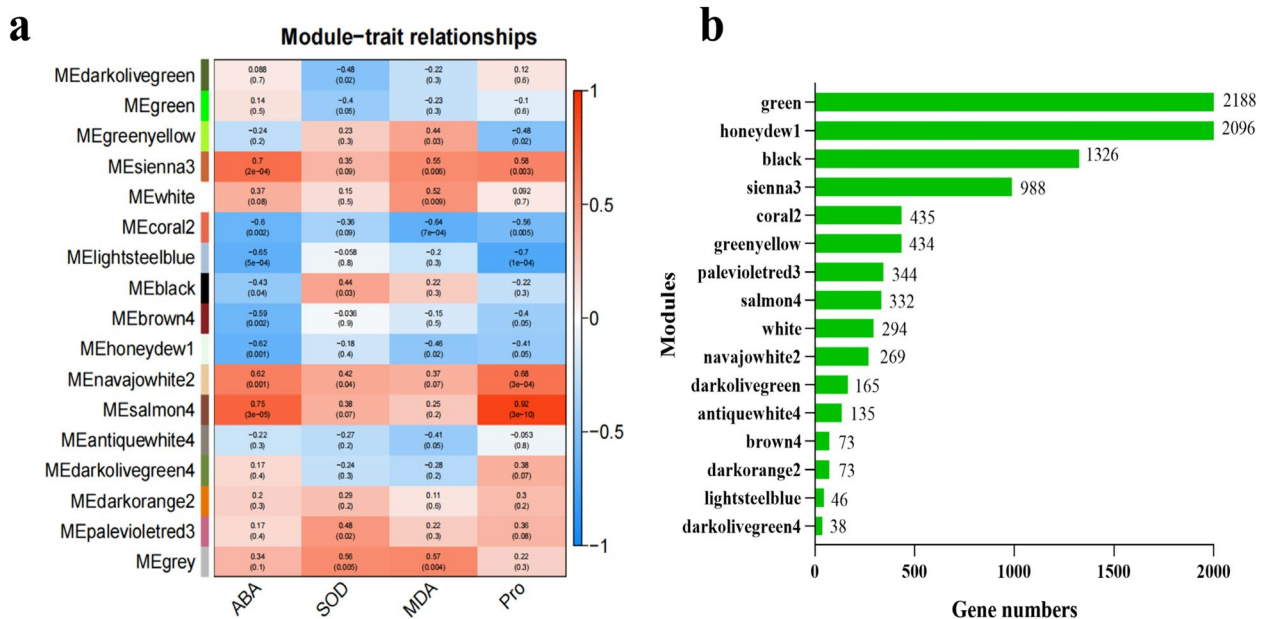 a
Module−trait relationships
MEdarkolivegreen
0.088 −0.48 −0.22 0.12
(0.7) (0.02) (0.3) (0.6)
MEgreen
0.14 −0.4 −0.23 −0.1
(0.5) (0.05) (0.3) (0.6)
MEgreenyellow
−0.24 0.23 0.44 −0.48
(0.2) (0.3) (0.03) (0.02)
MEsienna3
0.7 0.35 0.55 0.58
(2e−04) (0.09) (0.006) (0.003)
MEwhite
0.37 0.15 0.52 0.092
(0.08) (0.5) (0.009) (0.7)
MEcoral2
−0.6 −0.36 −0.64 −0.56
(0.002) (0.09) (7e−04) (0.005)
MElightsteelblue
−0.65 −0.058 −0.2 −0.7
(5e−04) (0.8) (0.3) (1e−04)
MEblack
−0.43 0.44 0.22 −0.22
(0.04) (0.03) (0.3) (0.3)
MEbrown4
−0.59 −0.036 −0.15 −0.4
(0.002) (0.9) (0.5) (0.05)
MEhoneydew1
−0.62 −0.18 −0.46 −0.41
(0.001) (0.4) (0.02) (0.05)
MEnavajowhite2
0.62 0.42 0.37 0.68
(0.001) (0.04) (0.07) (3e−04)
MEsalmon4
0.75 0.38 0.25 0.92
(3e−05) (0.07) (0.2) (3e−10)
MEantiquewhite4
−0.22 −0.27 −0.41 −0.053
(0.3) (0.2) (0.05) (0.8)
MEdarkolivegreen4
0.17 −0.24 −0.28 0.38
(0.4) (0.3) (0.2) (0.07)
MEdarkorange2
0.2 0.29 0.11 0.3
(0.3) (0.2) (0.6) (0.2)
MEpalevioletred3
0.17 0.48 0.22 0.36
(0.4) (0.02) (0.3) (0.08)
MEgrey
0.34 0.56 0.57 0.22
(0.1) (0.005) (0.004) (0.3)
ABA SOD MDA Pro
1
0.5
0
−0.5
−1
b
Modules
green 2188
honeydew1 2096
black 1326
sienna3 988
coral2 435
greenyellow 434
palevioletred3 344
salmon4 332
white 294
navajowhite2 269
darkolivegreen 165
antiquewhite4 135
brown4 73
darkorange2 73
lightsteelblue 46
darkolivegreen4 38
0 500 1000 1500 2000
Gene numbers